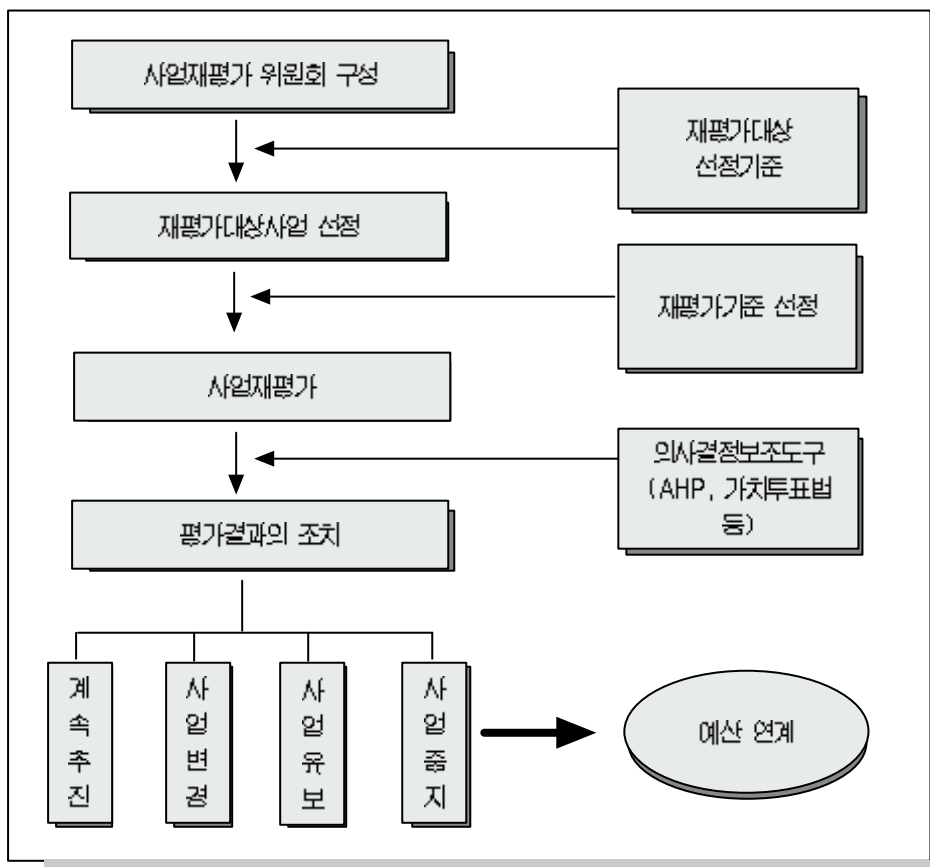 사업재평가 위원회 구성
재평가대상
선정기준
재평가대상사업 선정
재평가기준 선정
사업재평가
의사결정보조도구
(AHP, 가치투표법
등)
평가결과의 조치
계
속
추
진
사
업
변
경
사
업
유
보
사
업
중
지
예산 연계